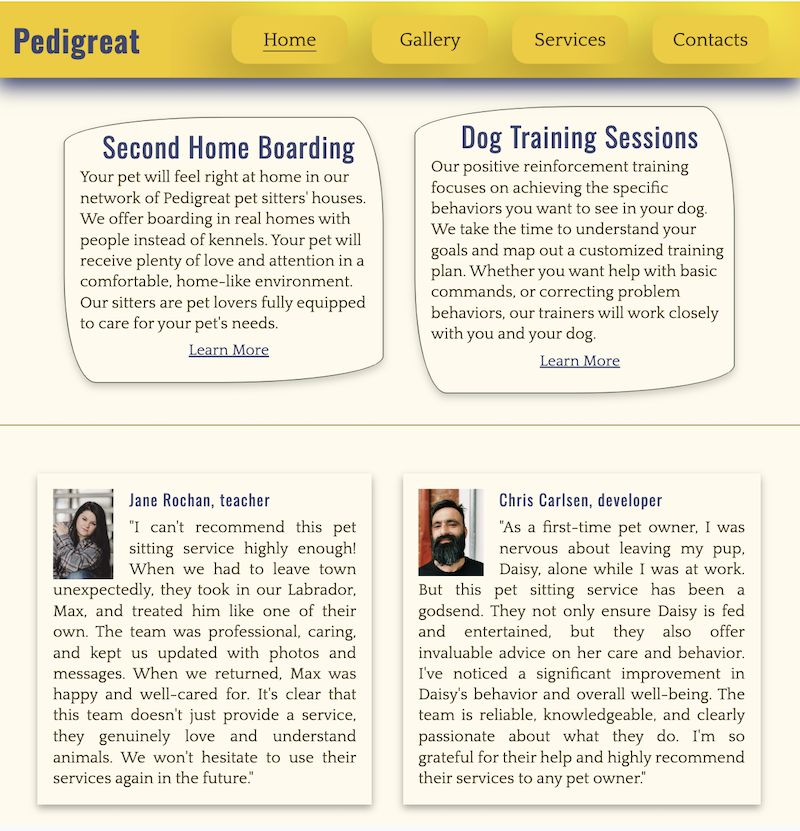 Pedigreat
Home
Gallery
Services
Contacts
Second Home Boarding
Your pet will feel right at home in our
network of Pedigreat pet sitters' houses.
We offer boarding in real homes with
people instead of kennels. Your pet will
receive plenty of love and attention in a
comfortable, home-like environment.
Our sitters are pet lovers fully equipped
to care for your pet's needs.
Learn More
Dog Training Sessions
Our positive reinforcement training
focuses on achieving the specific
behaviors you want to see in your dog.
We take the time to understand your
goals and map out a customized training
plan. Whether you want help with basic
commands, or correcting problem
behaviors, our trainers will work closely
with you and your dog.
Learn More
Jane Rochan, teacher
"I can't recommend this pet
sitting service highly enough!
When we had to leave town
unexpectedly, they took in our Labrador,
Max, and treated him like one of their
own. The team was professional, caring,
and kept us updated with photos and
messages. When we returned, Max was
happy and well-cared for. It's clear that
this team doesn't just provide a service,
they genuinely love and understand
animals. We won't hesitate to use their
services again in the future."
Chris Carlsen, developer
"As a first-time pet owner, I was
nervous about leaving my pup,
Daisy, alone while I was at work.
But this pet sitting service has been a
godsend. They not only ensure Daisy is fed
and entertained, but they also offer
invaluable advice on her care and behavior.
I've noticed a significant improvement in
Daisy's behavior and overall well-being. The
team is reliable, knowledgeable, and clearly
passionate about what they do. I'm so
grateful for their help and highly recommend
their services to any pet owner."